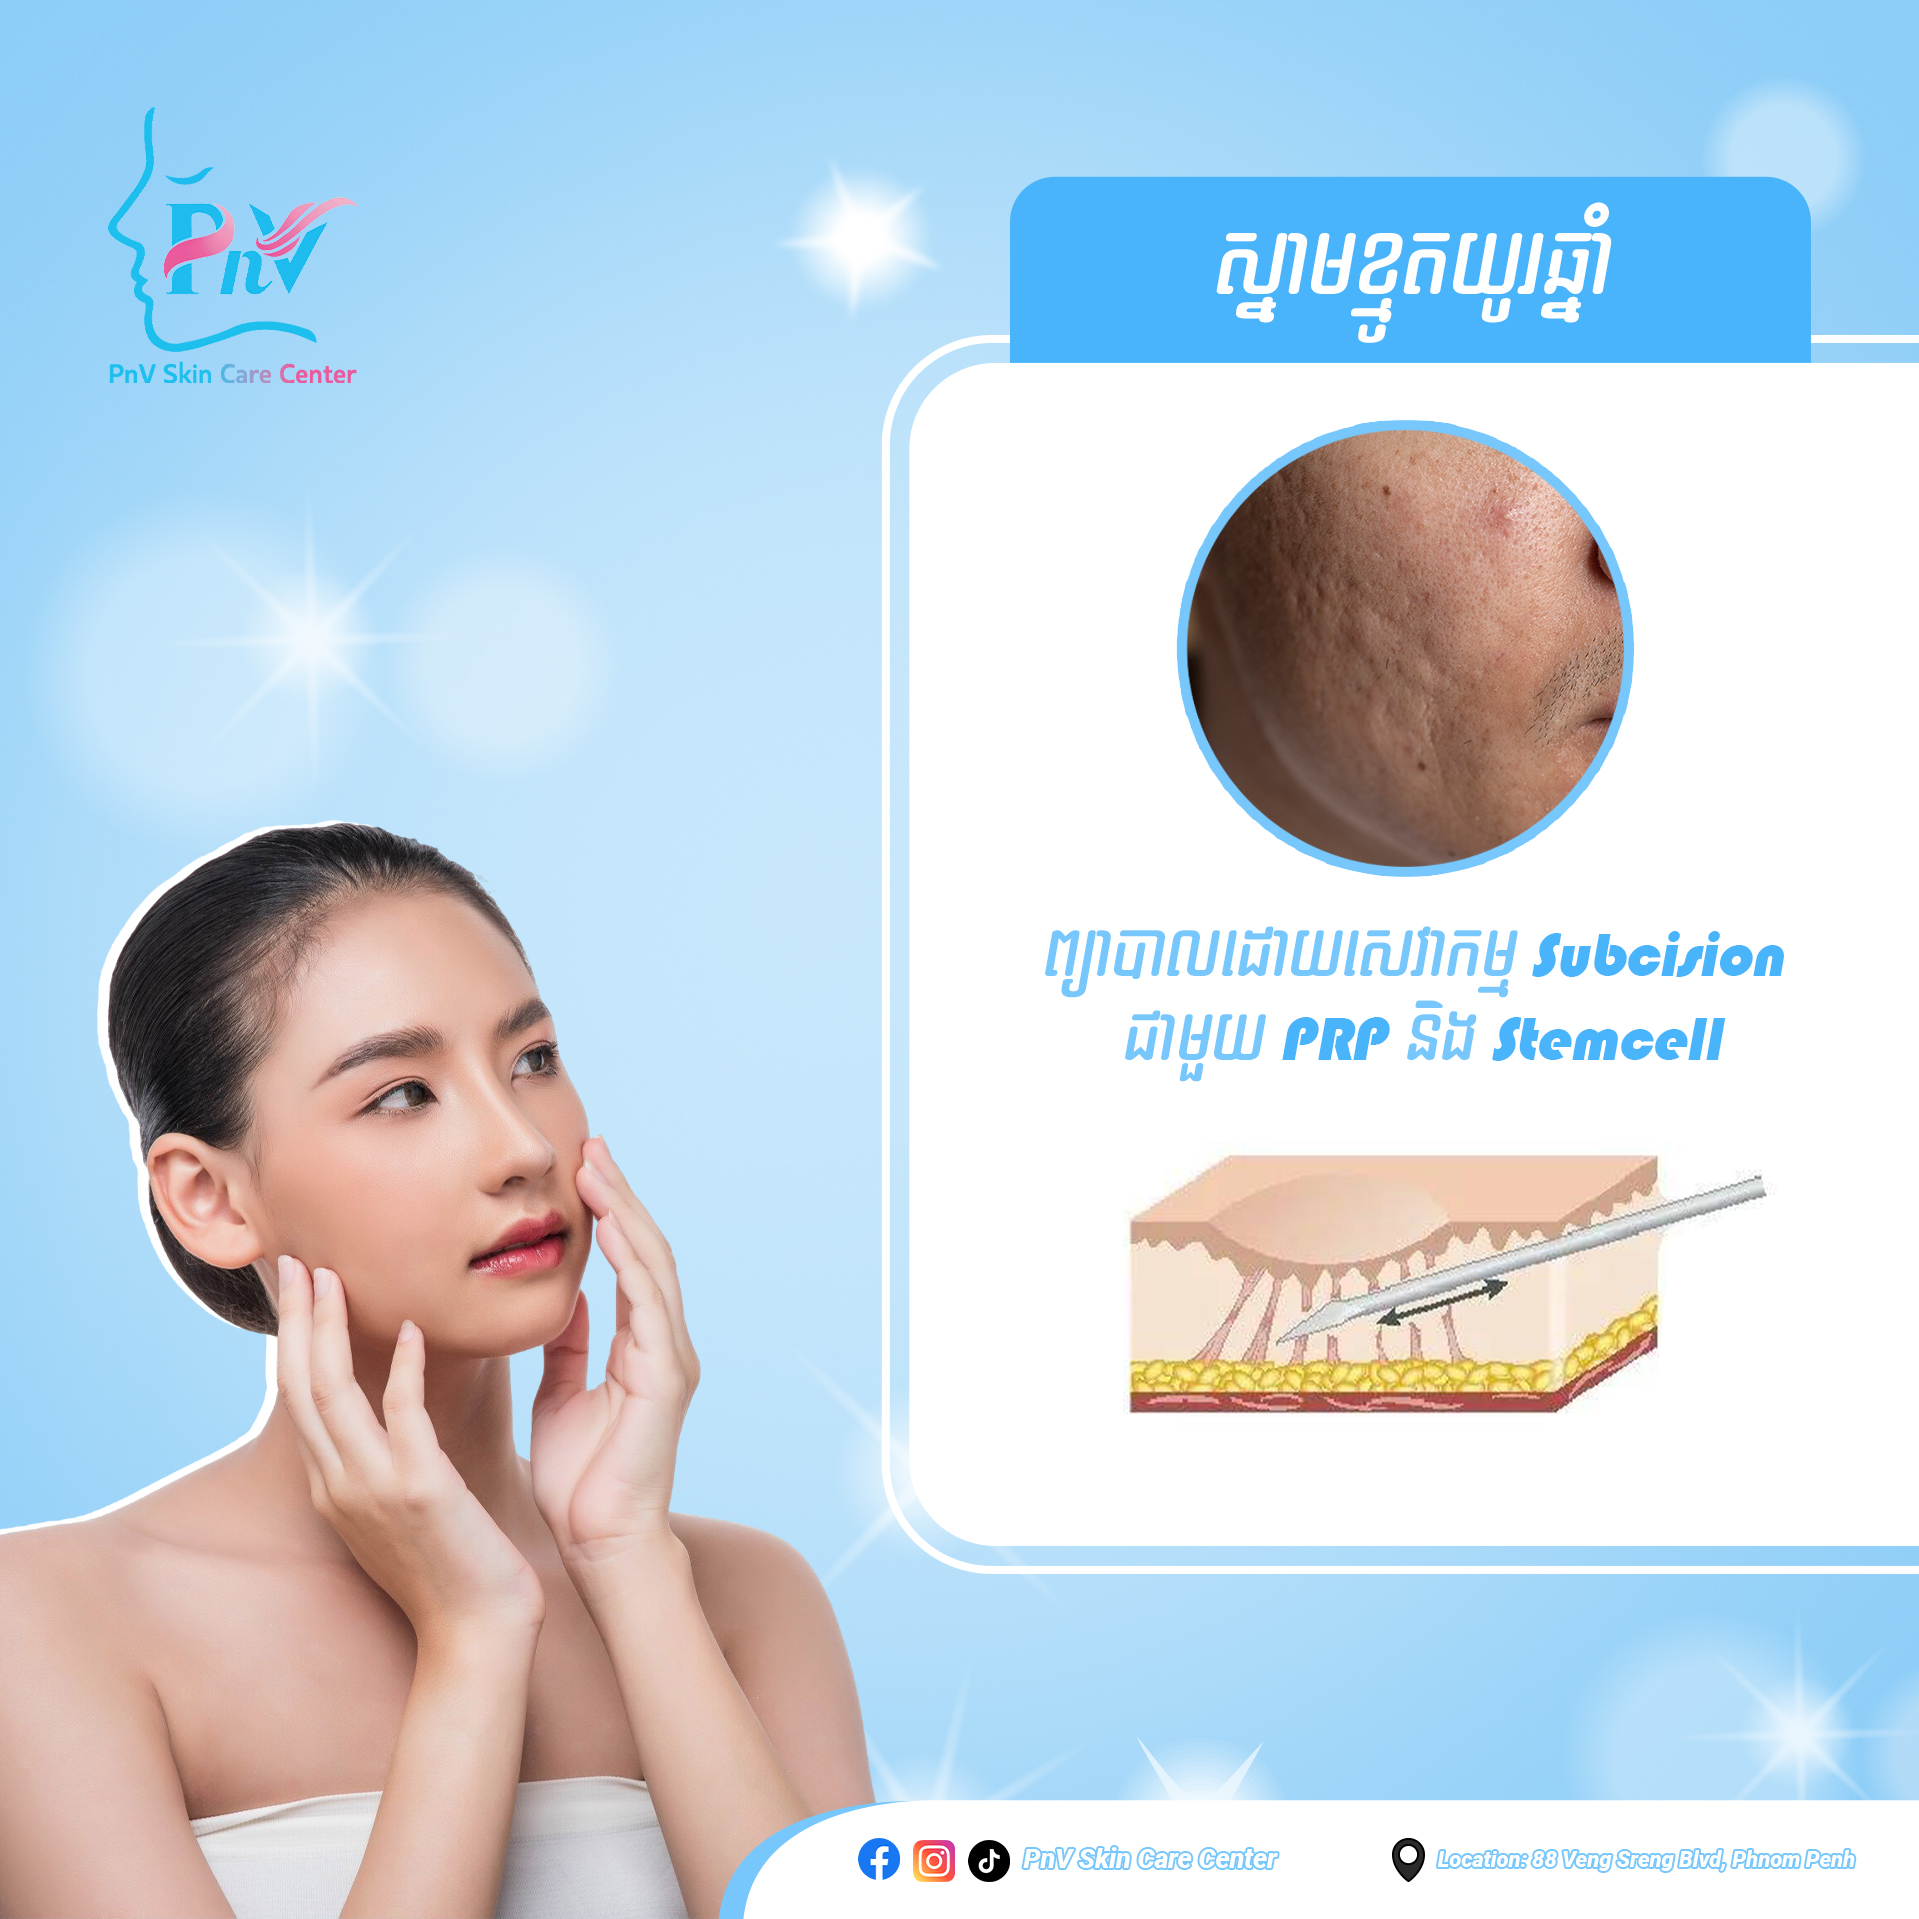 PnV
PnV Skin Care Center
ស្នាមខ្មូតយូរឆ្នាំ
ព្យាបាលដោយសេវាកម្ម Subcision
ជាមួយ PRP និង Stemcell
PnV Skin Care Center
Location: 88 Veng Sreng Blvd, Phnom Penh